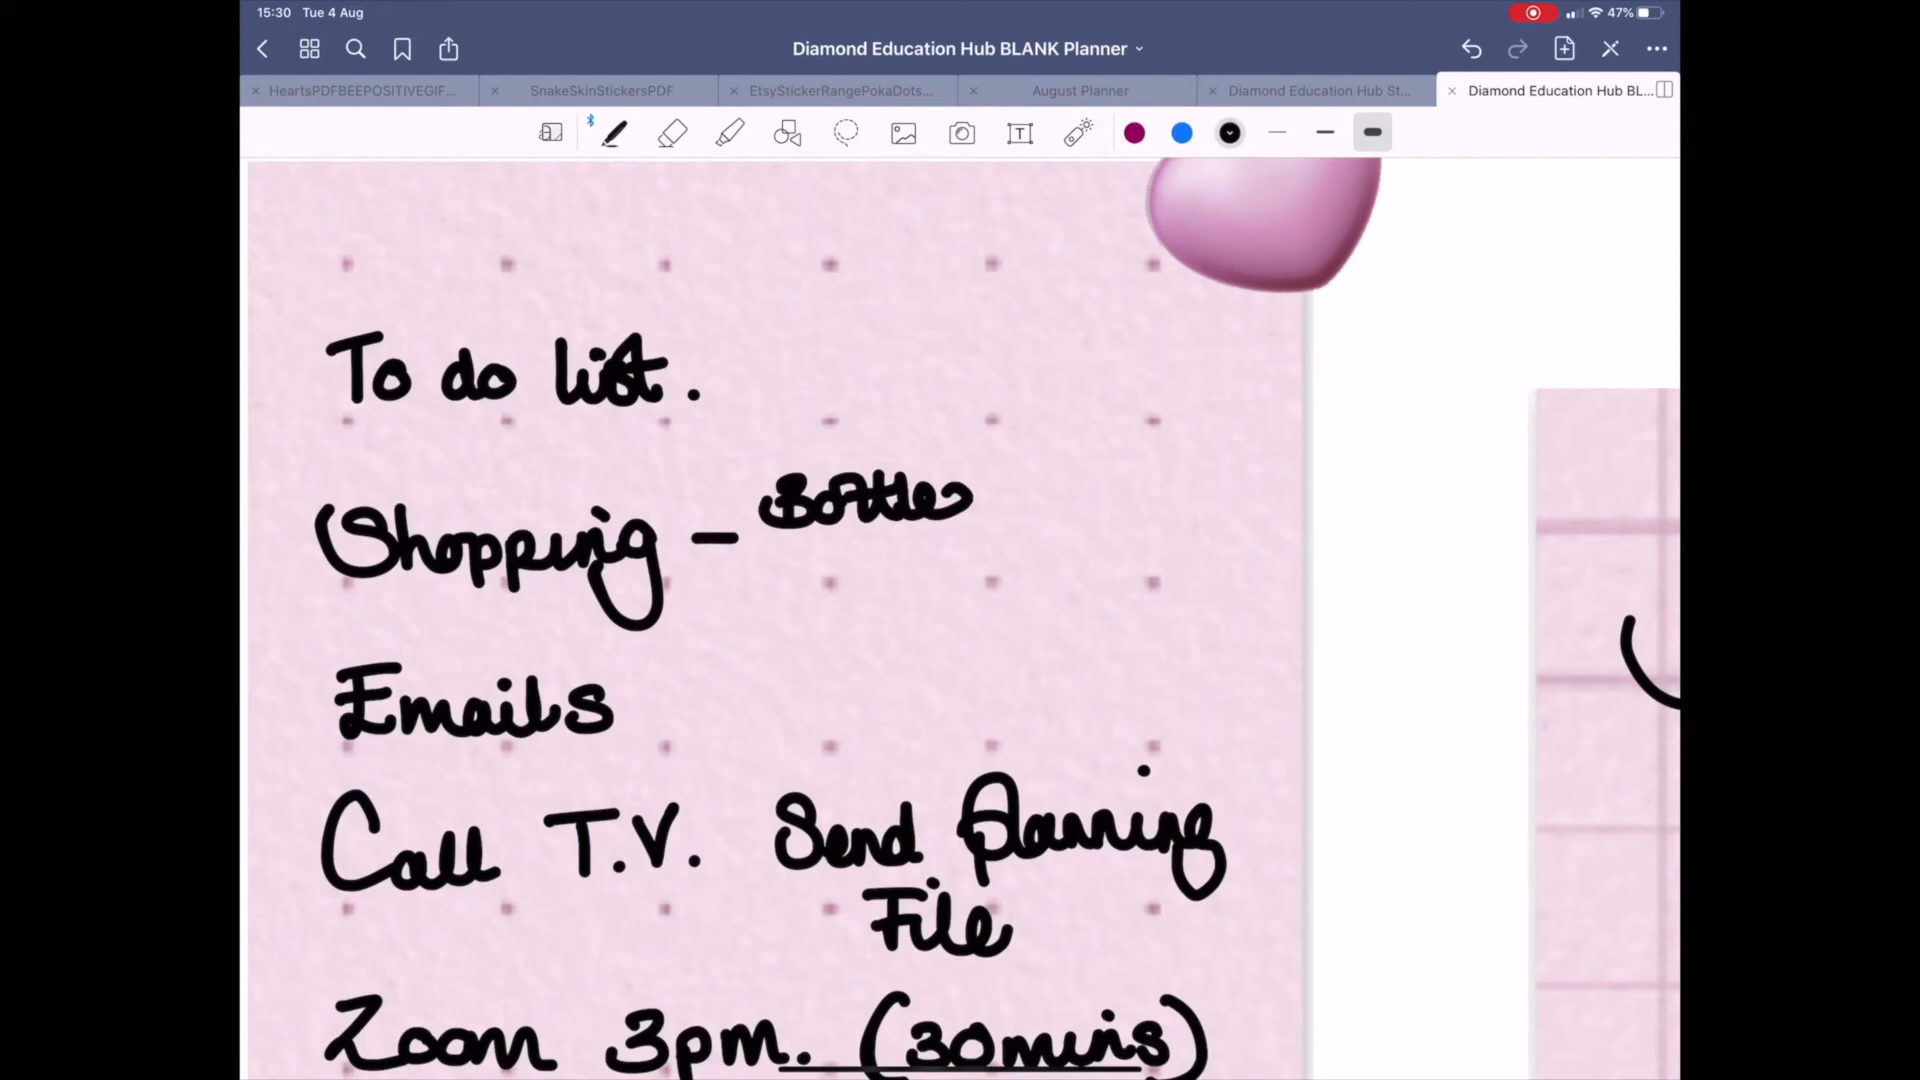 15:30 Tue 4 Aug
47%
Diamond Education Hub BLANK Planner
HeartsPDFBEEPOSITIVEGIF...
SnakeSkinStickersPDF
EtsyStickerRangePokaDots...
August Planner
Diamond Education Hub St...
Diamond Education Hub BL...
T
To do list.
Shopping - Bottles
Emails
Call T.V. Send Planning
File
Zoom 3pm. (30mins)